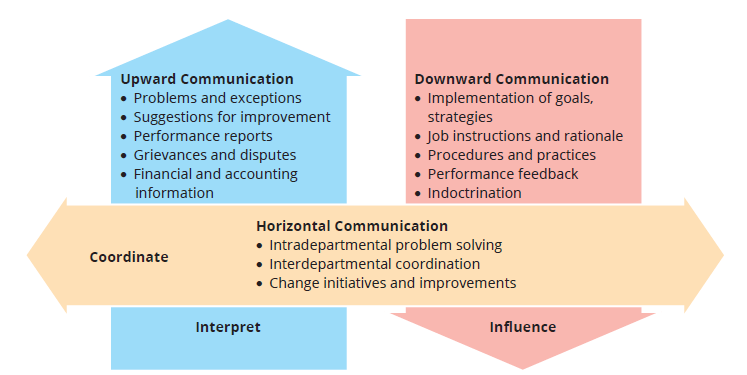 Upward Communication
• Problems and exceptions
• Suggestions for improvement
• Performance reports
• Grievances and disputes
• Financial and accounting
information
Downward Communication
• Implementation of goals,
strategies
• Job instructions and rationale
• Procedures and practices
• Performance feedback
• Indoctrination
Coordinate
Horizontal Communication
• Intradepartmental problem solving
• Interdepartmental coordination
• Change initiatives and improvements
Interpret
Influence